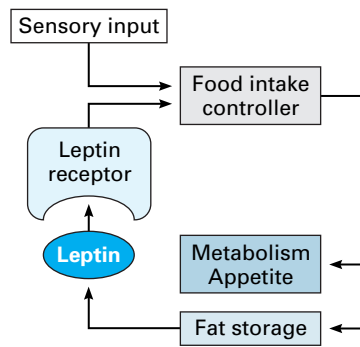 Sensory input
Food intake
controller
Leptin
receptor
Leptin
Metabolism
Appetite
Fat storage